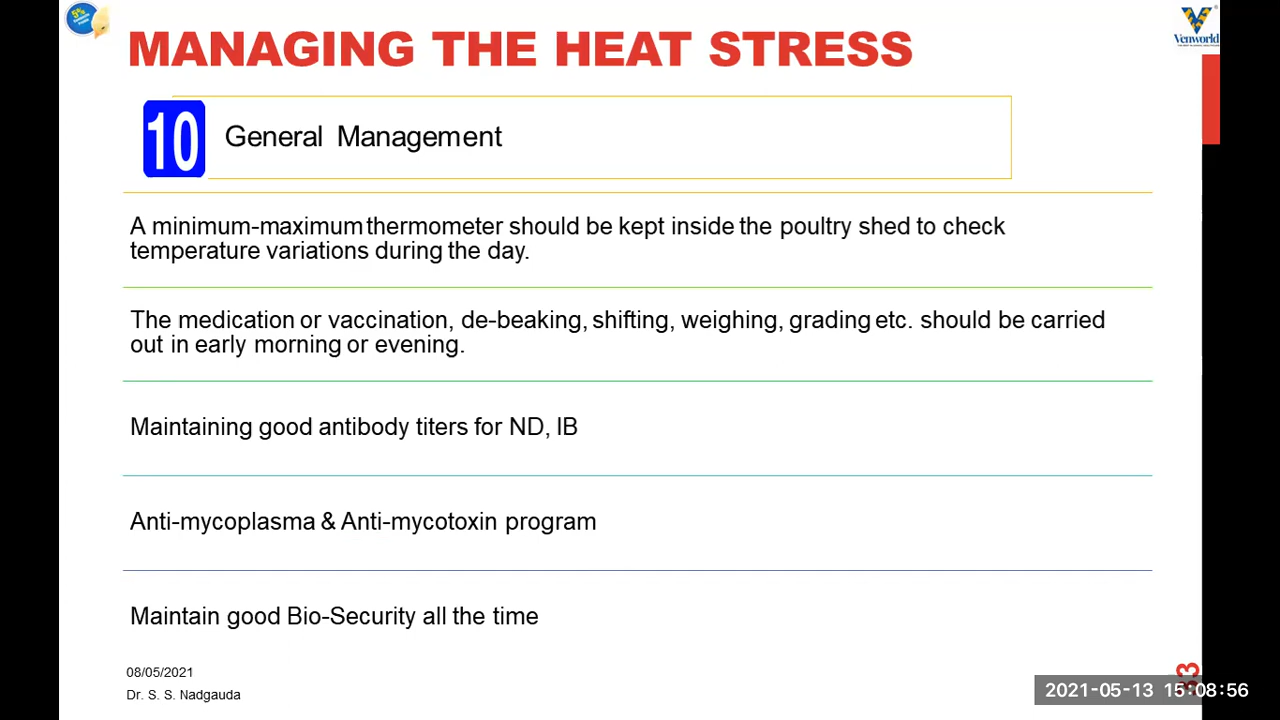 5%
MANAGING THE HEAT STRESS
Venworld
10
General Management
A minimum-maximum thermometer should be kept inside the poultry shed to check
temperature variations during the day.
The medication or vaccination, de-beaking, shifting, weighing, grading etc. should be carried
out in early morning or evening.
Maintaining good antibody titers for ND, IB
Anti-mycoplasma & Anti-mycotoxin program
Maintain good Bio-Security all the time
08/05/2021
Dr. S. S. Nadgauda
2021-05-13 15:08:56